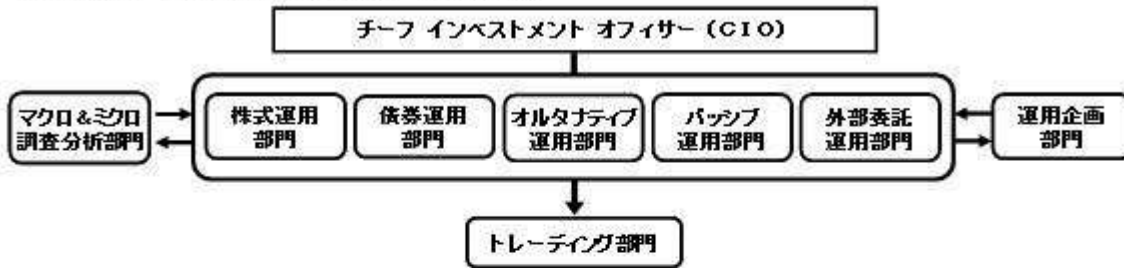 チーフ インベストメント オフィサー (CIO)
マクロ&ミクロ
調査分析部門
株式運用
部門
債券運用
部門
オルタナティブ
運用部門
パッシブ
運用部門
外部委託
運用部門
運用企画
部門
トレーディング部門